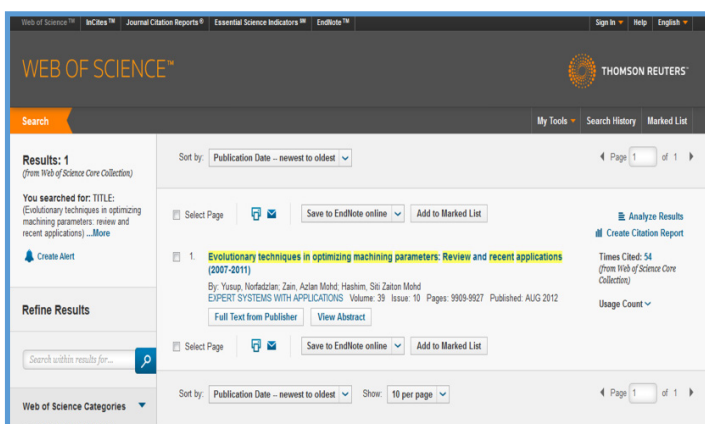 Web of Science™ InCites™ Journal Citation Reports® Essential Science Indicators℠ EndNote™ Sign In Help English
WEB OF SCIENCE™
THOMSON REUTERS™
Search My Tools Search History Marked List
Results: 1
(from Web of Science Core Collection)
You searched for: TITLE:
(Evolutionary techniques in optimizing
machining parameters: review and
recent applications) ...More
Create Alert
Refine Results
Search within results for...
Web of Science Categories
Sort by: Publication Date -- newest to oldest
Page 1 of 1
Select Page Save to EndNote online Add to Marked List
1. Evolutionary techniques in optimizing machining parameters: Review and recent applications
(2007-2011)
By: Yusup, Norfadzlan; Zain, Azlan Mohd; Hashim, Siti Zaiton Mohd
EXPERT SYSTEMS WITH APPLICATIONS Volume: 39 Issue: 10 Pages: 9909-9927 Published: AUG 2012
Full Text from Publisher View Abstract
Analyze Results
Create Citation Report
Times Cited: 54
(from Web of Science Core
Collection)
Usage Count
Select Page Save to EndNote online Add to Marked List
Sort by: Publication Date -- newest to oldest Show: 10 per page
Page 1 of 1